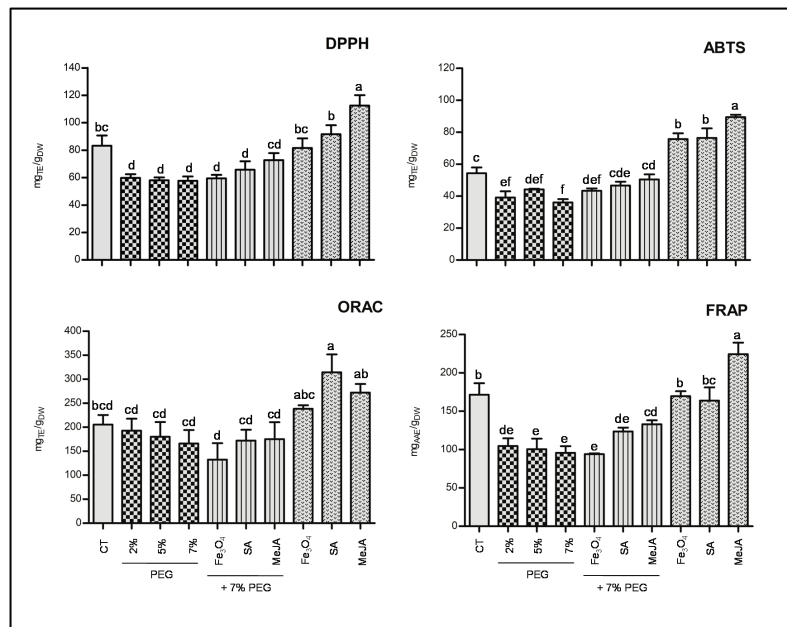 DPPH
mgTE/gDW
140
120
100
80
60
40
20
0
bc d d d d d cd bc b a
ABTS
mgTE/gDW
120
100
80
60
40
20
0
c ef def f def cde cd b b a
ORAC
mgTE/gDW
400
350
300
250
200
150
100
50
0
bcd cd cd cd d cd cd abc a ab
CT 2% 5% 7% Fe3O4 SA MeJA Fe3O4 SA MeJA
PEG
+ 7% PEG
FRAP
mgAAE/gDW
250
200
150
100
50
0
b de e e e de cd b bc a
CT 2% 5% 7% Fe3O4 SA MeJA Fe3O4 SA MeJA
PEG
+ 7% PEG